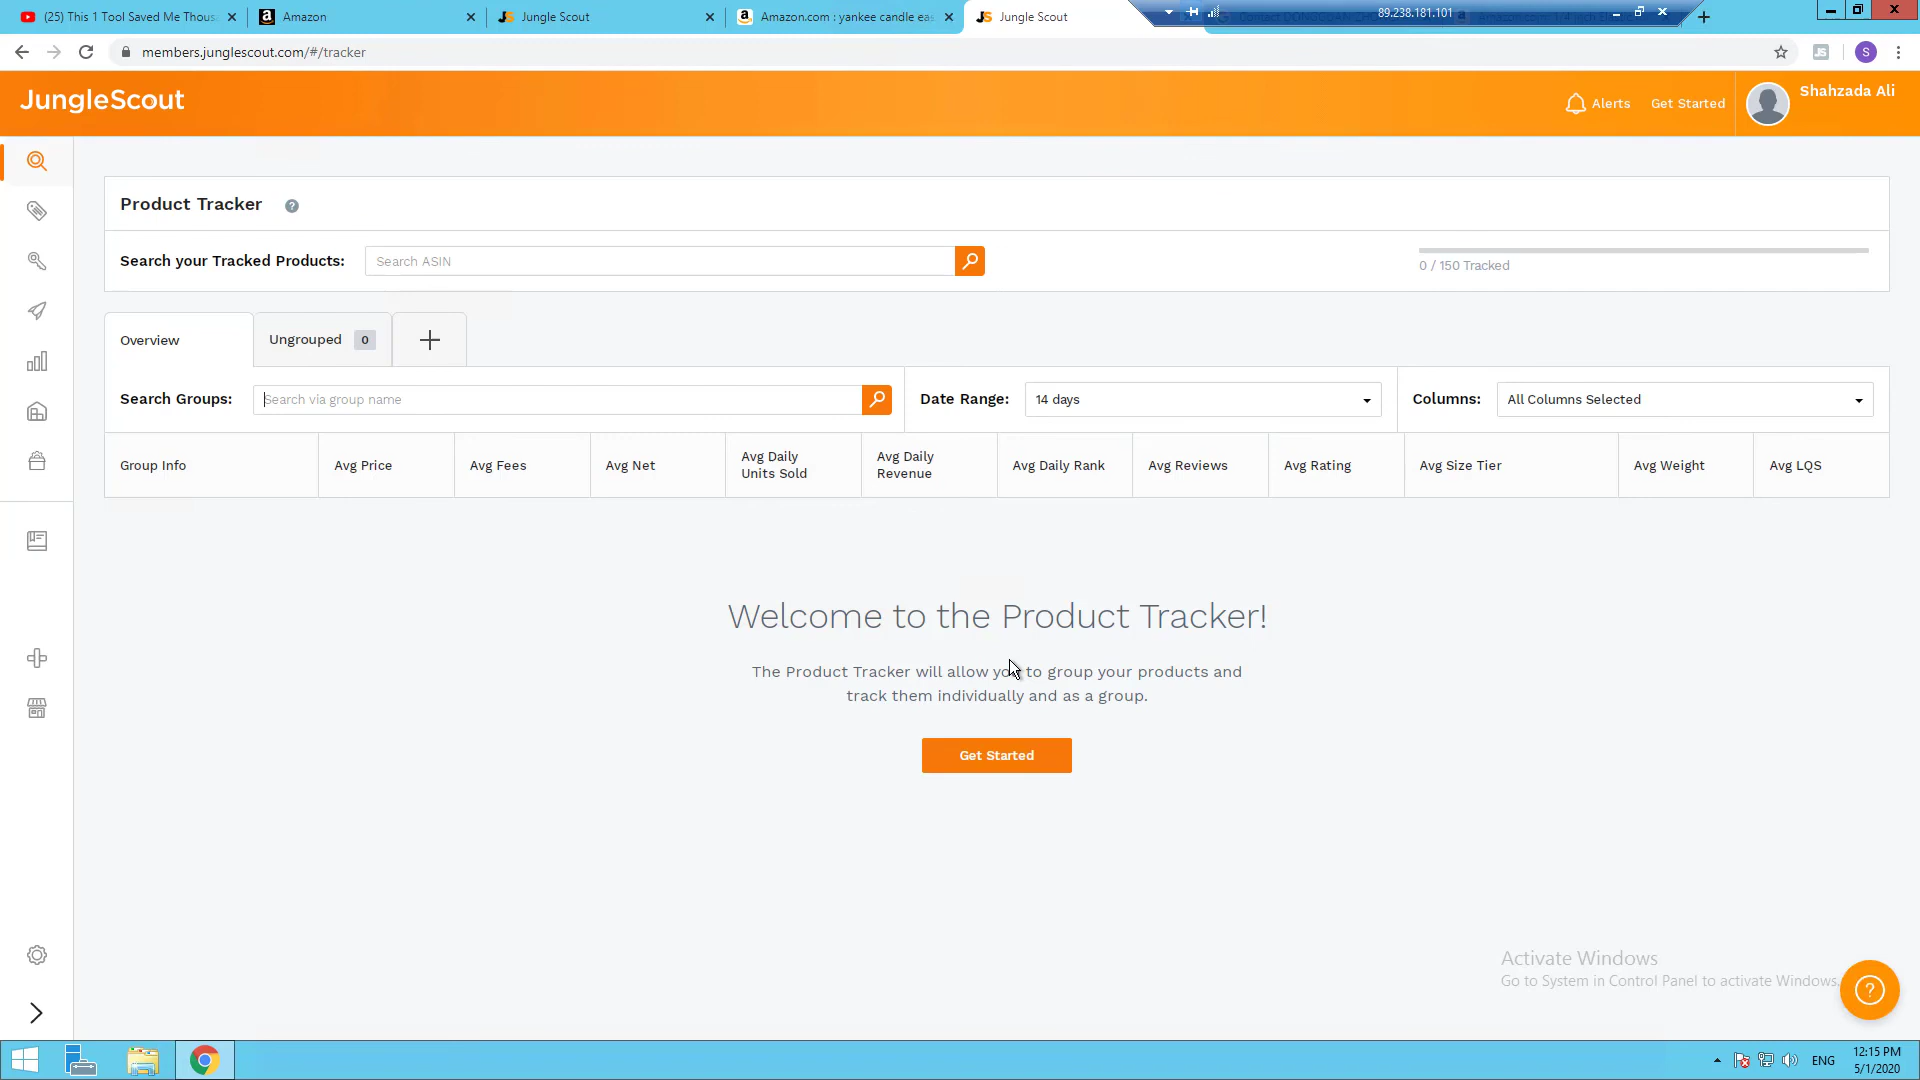 (25) This 1 Tool Saved Me Thous
Amazon
Jungle Scout
Amazon.com : yankee candle eas
Jungle Scout
89.238.181.101
members.junglescout.com/#/tracker
JS
S
JungleScout
Alerts
Get Started
Shahzada Ali
Product Tracker
?
Search your Tracked Products:
Search ASIN
0 / 150 Tracked
Overview
Ungrouped 0
Search Groups:
Search via group name
Date Range:
14 days
Columns:
All Columns Selected
Group Info
Avg Price
Avg Fees
Avg Net
Avg Daily
Units Sold
Avg Daily
Revenue
Avg Daily Rank
Avg Reviews
Avg Rating
Avg Size Tier
Avg Weight
Avg LQS
Welcome to the Product Tracker!
The Product Tracker will allow you to group your products and
track them individually and as a group.
Get Started
Activate Windows
Go to System in Control Panel to activate Windows.
?
ENG
12:15 PM
5/1/2020